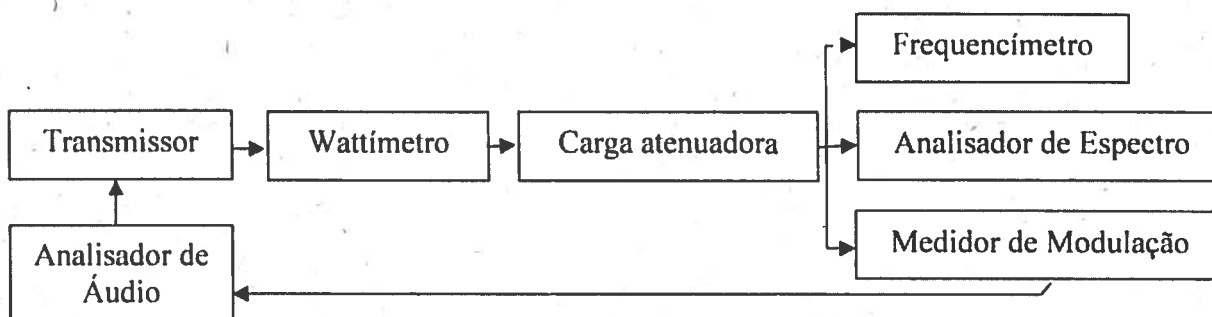 Frequencímetro
Transmissor
Wattímetro
Carga atenuadora
Analisador de Espectro
Analisador de
Áudio
Medidor de Modulação